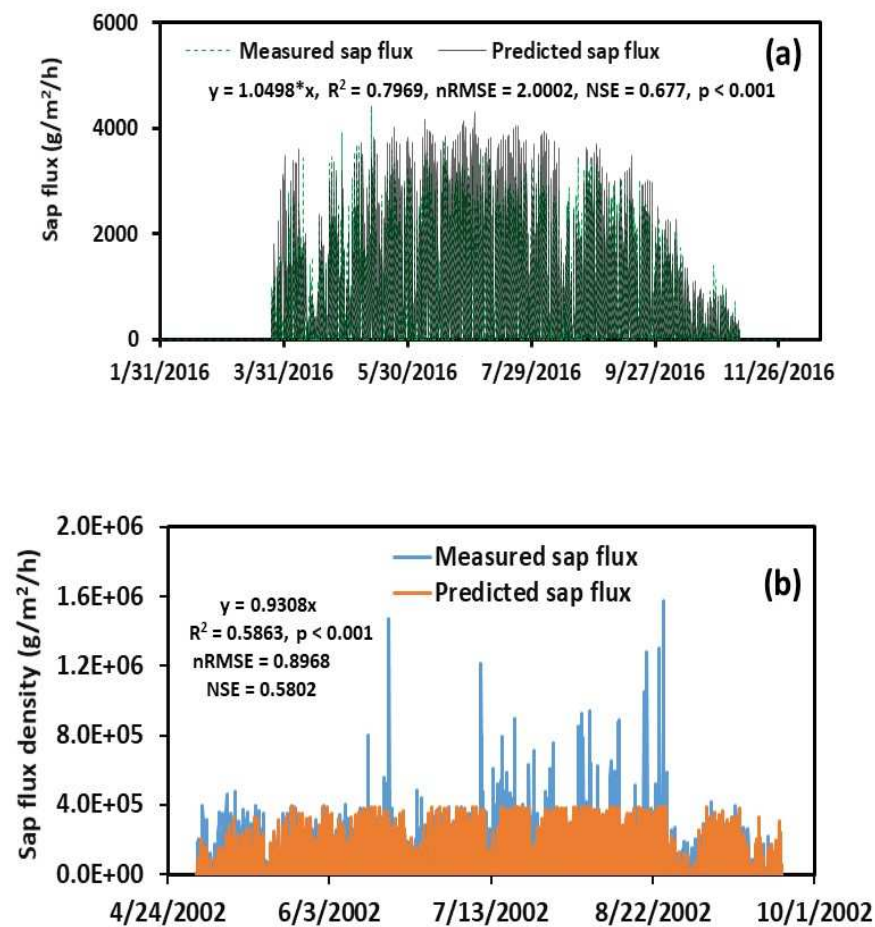 6000
Measured sap flux Predicted sap flux (a)
y = 1.0498*x, R² = 0.7969, nRMSE = 2.0002, NSE = 0.677, p < 0.001
4000
2000
0
Sap flux (g/m²/h)
1/31/2016 3/31/2016 5/30/2016 7/29/2016 9/27/2016 11/26/2016
2.0E+06
Measured sap flux
Predicted sap flux
(b)
1.6E+06
y = 0.9308x
R² = 0.5863, p < 0.001
nRMSE = 0.8968
NSE = 0.5802
1.2E+06
8.0E+05
4.0E+05
0.0E+00
Sap flux density (g/m²/h)
4/24/2002 6/3/2002 7/13/2002 8/22/2002 10/1/2002